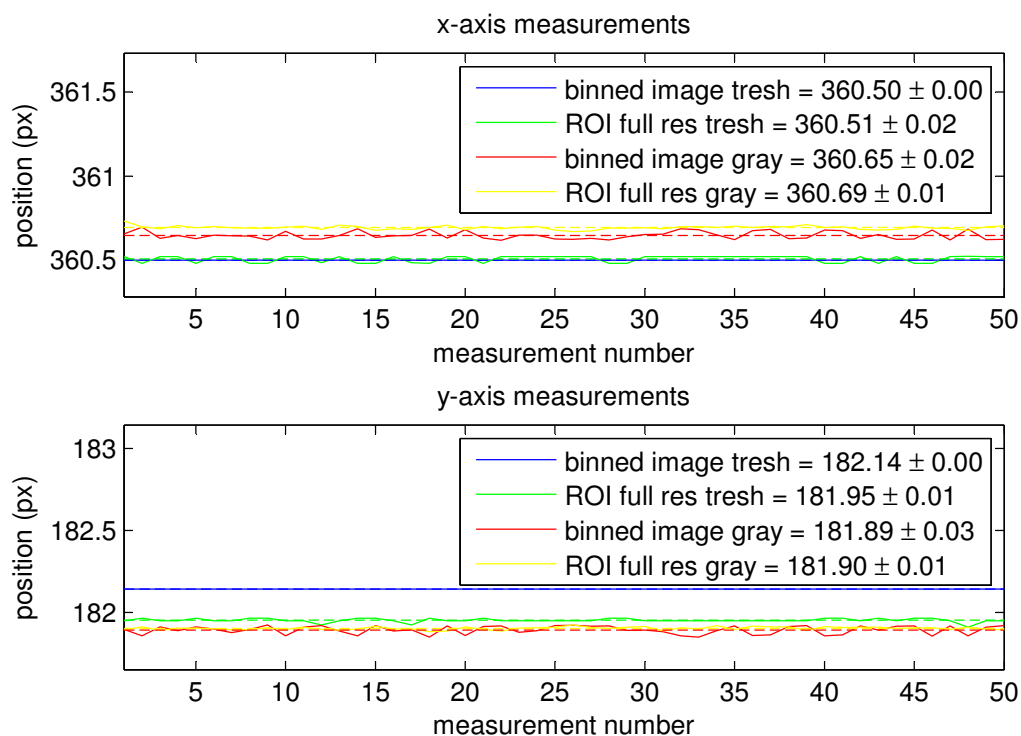 x-axis measurements
361.5
361
360.5
position (px)
binned image tresh = 360.50 ± 0.00
ROI full res tresh = 360.51 ± 0.02
binned image gray = 360.65 ± 0.02
ROI full res gray = 360.69 ± 0.01
5 10 15 20 25 30 35 40 45 50
measurement number
y-axis measurements
183
182.5
182
position (px)
binned image tresh = 182.14 ± 0.00
ROI full res tresh = 181.95 ± 0.01
binned image gray = 181.89 ± 0.03
ROI full res gray = 181.90 ± 0.01
5 10 15 20 25 30 35 40 45 50
measurement number